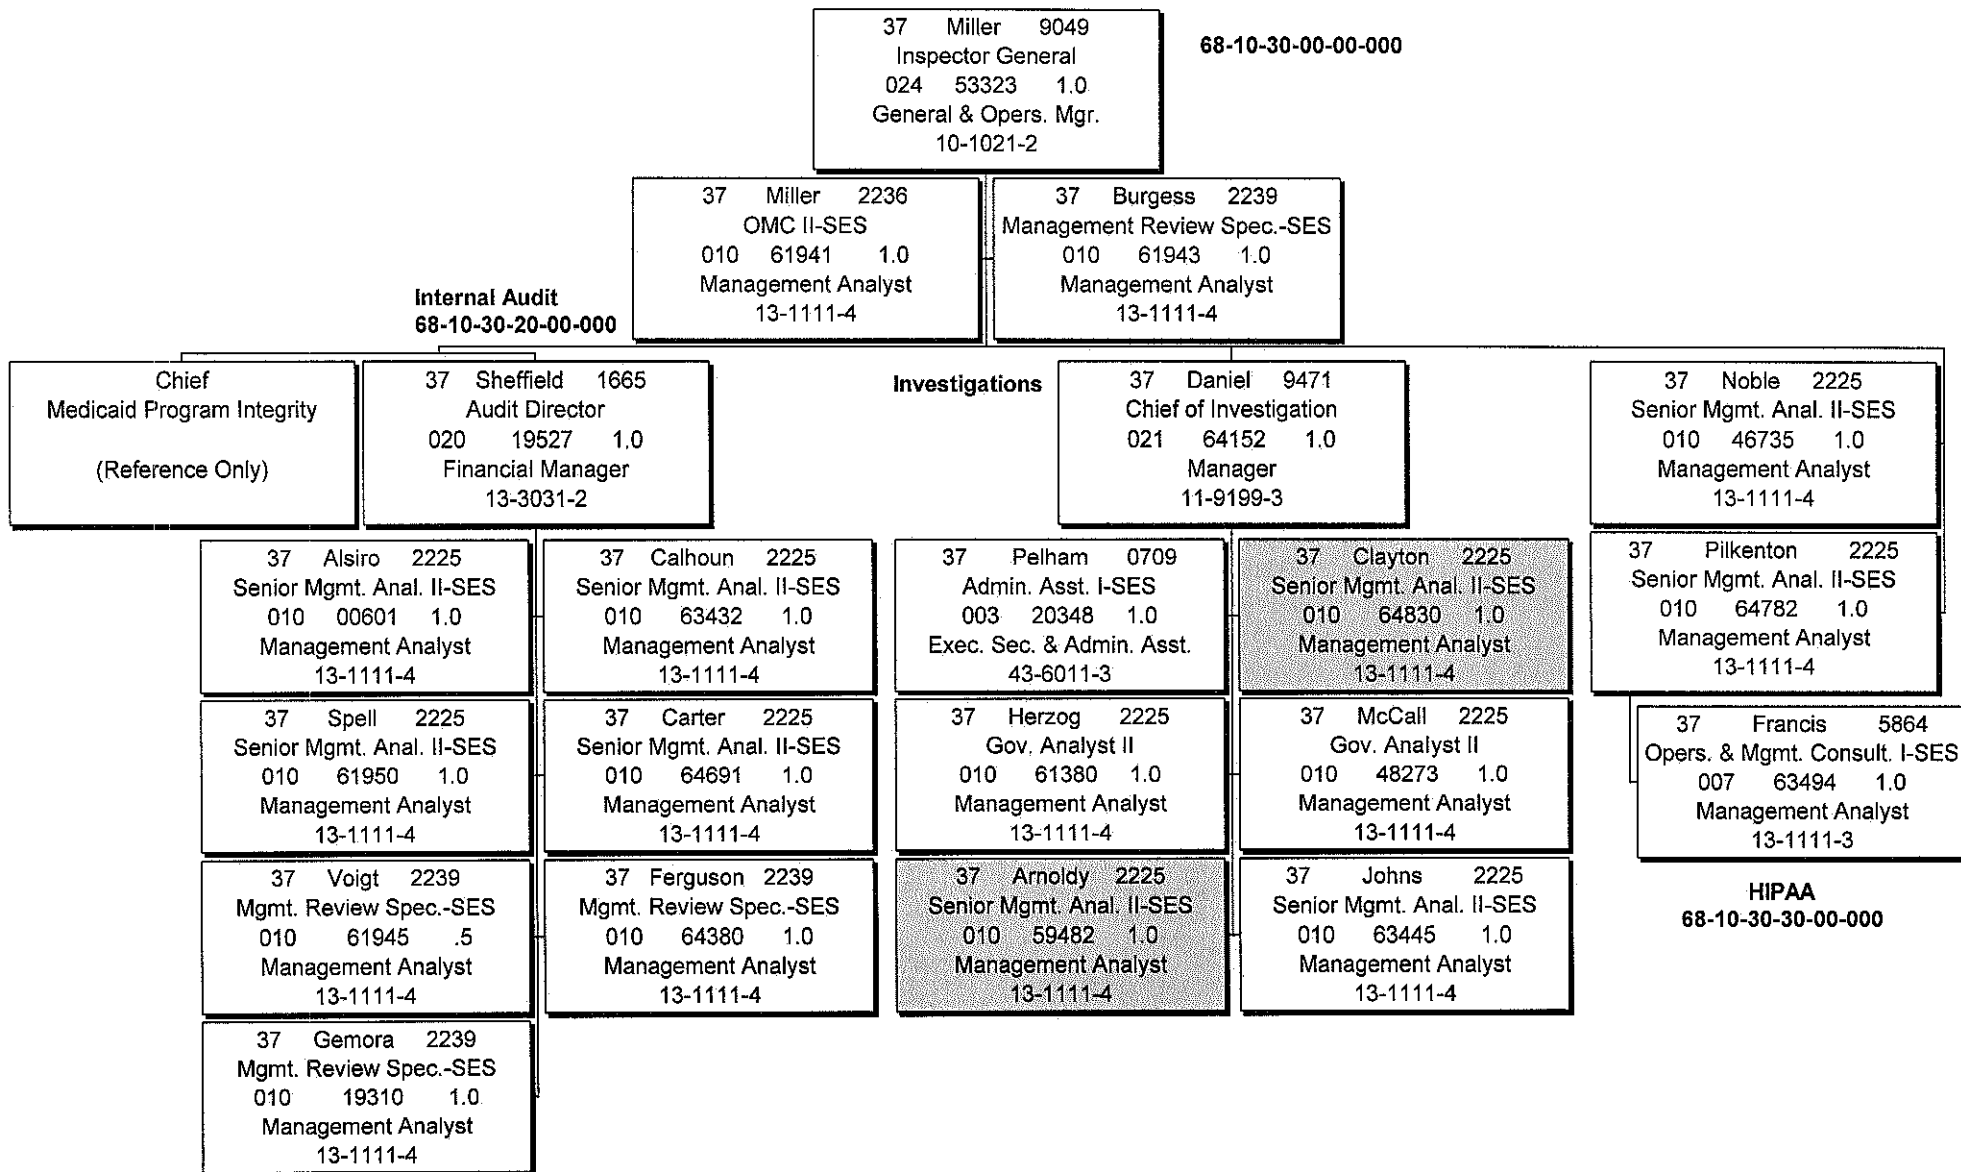 37 Miller 9049
Inspector General
024 53323 1.0
General & Opers. Mgr.
10-1021-2
68-10-30-00-00-000
37 Miller 2236
OMC II-SES
010 61941 1.0
Management Analyst
13-1111-4
37 Burgess 2239
Management Review Spec.-SES
010 61943 1.0
Management Analyst
13-1111-4
Internal Audit
68-10-30-20-00-000
Chief
Medicaid Program Integrity
(Reference Only)
37 Sheffield 1665
Audit Director
020 19527 1.0
Financial Manager
13-3031-2
Investigations
37 Daniel 9471
Chief of Investigation
021 64152 1.0
Manager
11-9199-3
37 Noble 2225
Senior Mgmt. Anal. II-SES
010 46735 1.0
Management Analyst
13-1111-4
37 Alsiro 2225
Senior Mgmt. Anal. II-SES
010 00601 1.0
Management Analyst
13-1111-4
37 Calhoun 2225
Senior Mgmt. Anal. II-SES
010 63432 1.0
Management Analyst
13-1111-4
37 Pelham 0709
Admin. Asst. I-SES
003 20348 1.0
Exec. Sec. & Admin. Asst.
43-6011-3
37 Clayton 2225
Senior Mgmt. Anal. II-SES
010 64830 1.0
Management Analyst
13-1111-4
37 Pilkenton 2225
Senior Mgmt. Anal. II-SES
010 64782 1.0
Management Analyst
13-1111-4
37 Spell 2225
Senior Mgmt. Anal. II-SES
010 61950 1.0
Management Analyst
13-1111-4
37 Carter 2225
Senior Mgmt. Anal. II-SES
010 64691 1.0
Management Analyst
13-1111-4
37 Herzog 2225
Gov. Analyst II
010 61380 1.0
Management Analyst
13-1111-4
37 McCall 2225
Gov. Analyst II
010 48273 1.0
Management Analyst
13-1111-4
37 Francis 5864
Opers. & Mgmt. Consult. I-SES
007 63494 1.0
Management Analyst
13-1111-3
37 Voigt 2239
Mgmt. Review Spec.-SES
010 61945 .5
Management Analyst
13-1111-4
37 Ferguson 2239
Mgmt. Review Spec.-SES
010 64380 1.0
Management Analyst
13-1111-4
37 Arnoldy 2225
Senior Mgmt. Anal. II-SES
010 59482 1.0
Management Analyst
13-1111-4
37 Johns 2225
Senior Mgmt. Anal. II-SES
010 63445 1.0
Management Analyst
13-1111-4
HIPAA
68-10-30-30-00-000
37 Gemora 2239
Mgmt. Review Spec.-SES
010 19310 1.0
Management Analyst
13-1111-4